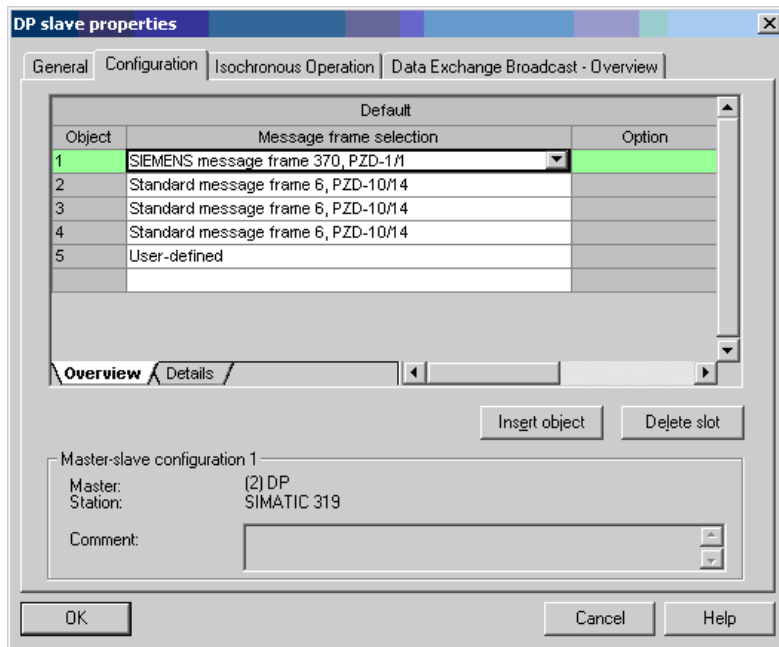 DP slave properties
General Configuration Isochronous Operation Data Exchange Broadcast - Overview
Default
Object Message frame selection Option
1 SIEMENS message frame 370, PZD-1/1
2 Standard message frame 6, PZD-10/14
3 Standard message frame 6, PZD-10/14
4 Standard message frame 6, PZD-10/14
5 User-defined
Overview Details
Insert object Delete slot
Master-slave configuration 1
Master: (2) DP
Station: SIMATIC 319
Comment:
OK Cancel Help